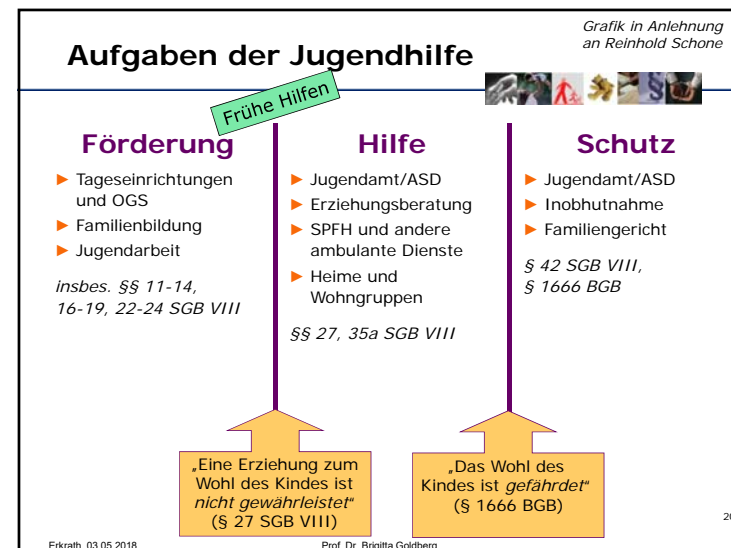 Grafik in Anlehnung
an Reinhold Schone
Aufgaben der Jugendhilfe
Frühe Hilfen
Förderung
► Tageseinrichtungen
und OGS
► Familienbildung
► Jugendarbeit
insbes. §§ 11-14,
16-19, 22-24 SGB VIII
Hilfe
► Jugendamt/ASD
► Erziehungsberatung
► SPFH und andere
ambulante Dienste
► Heime und
Wohngruppen
§§ 27, 35a SGB VIII
Schutz
► Jugendamt/ASD
► Inobhutnahme
► Familiengericht
§ 42 SGB VIII,
§ 1666 BGB
„Eine Erziehung zum
Wohl des Kindes ist
nicht gewährleistet“
(§ 27 SGB VIII)
„Das Wohl des
Kindes ist gefährdet“
(§ 1666 BGB)
Erkrath, 03.05.2018
Prof. Dr. Brigitta Goldberg